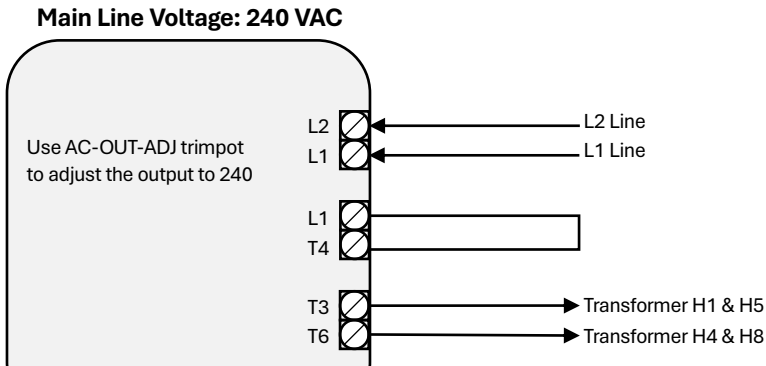 Main Line Voltage: 240 VAC
Use AC-OUT-ADJ trimpot
to adjust the output to 240
L2
L2 Line
L1
L1 Line
L1
T4
T3
Transformer H1 & H5
T6
Transformer H4 & H8